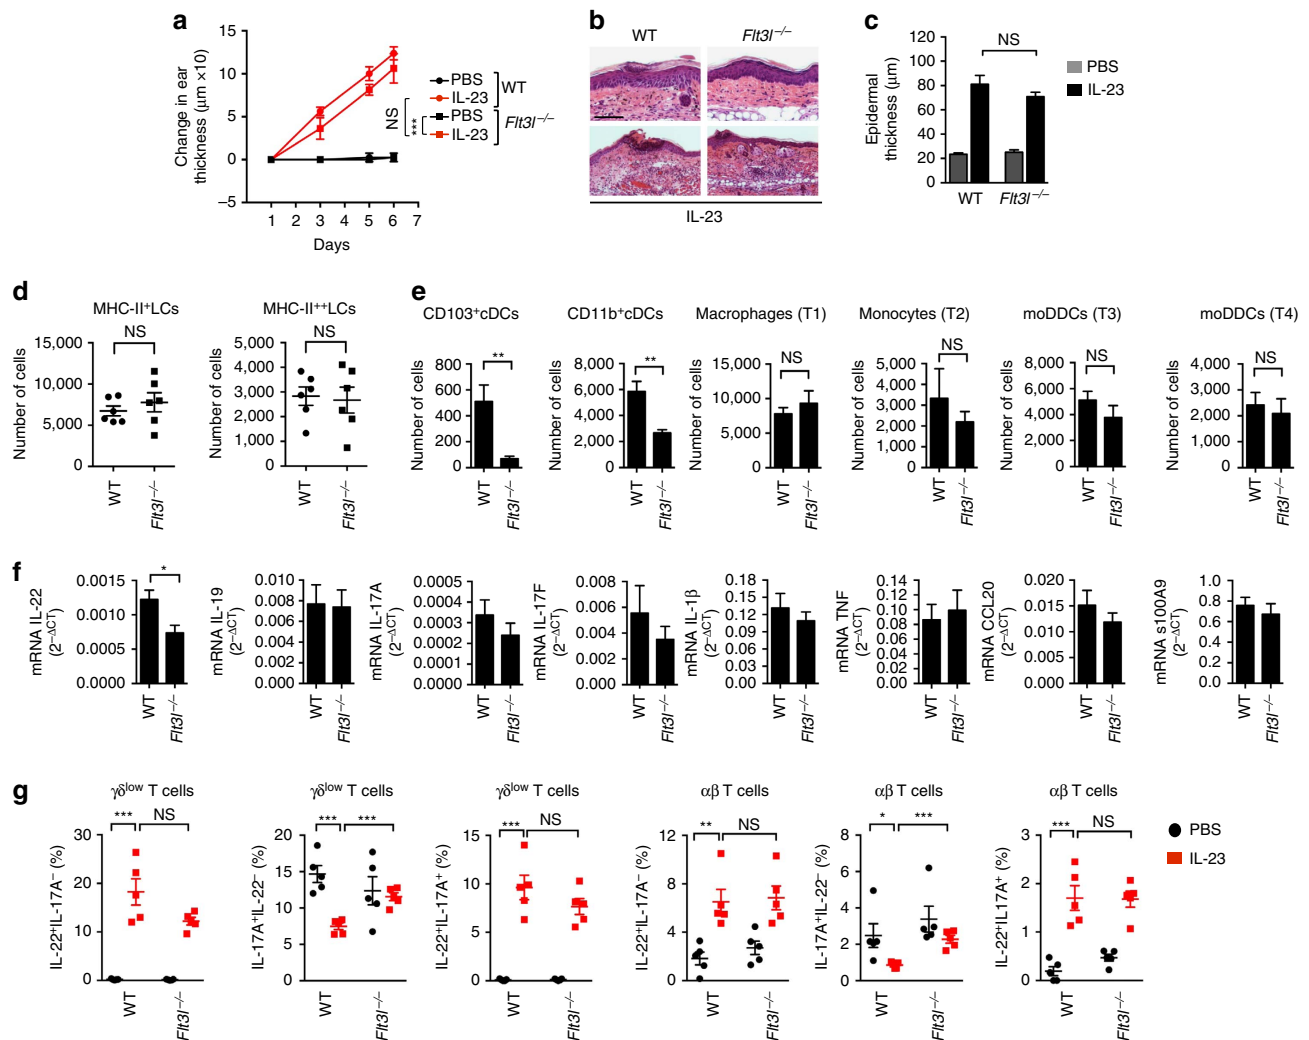 a
Change in ear
thickness (μm ×10)
15
10
5
0
–5
1 2 3 4 5 6 7
Days
PBS
IL-23
WT
PBS
IL-23
Flt3l–/–
NS
***
b
WT Flt3l–/–
IL-23
c
Epidermal
thickness (μm)
120
100
80
60
40
20
0
NS
WT Flt3l–/–
PBS
IL-23
d
MHC-II+LCs
NS
Number of cells
15,000
10,000
5,000
0
WT Flt3l–/–
MHC-II++LCs
NS
Number of cells
5,000
4,000
3,000
2,000
1,000
0
WT Flt3l–/–
e
CD103+cDCs
**
Number of cells
800
600
400
200
0
WT Flt3l–/–
CD11b+cDCs
**
Number of cells
8,000
6,000
4,000
2,000
0
WT Flt3l–/–
Macrophages (T1)
NS
Number of cells
15,000
10,000
5,000
0
WT Flt3l–/–
Monocytes (T2)
NS
Number of cells
5,000
4,000
3,000
2,000
1,000
0
WT Flt3l–/–
moDDCs (T3)
NS
Number of cells
8,000
6,000
4,000
2,000
0
WT Flt3l–/–
moDDCs (T4)
NS
Number of cells
4,000
3,000
2,000
1,000
0
WT Flt3l–/–
f
mRNA IL-22
(2–ΔCT)
0.0015
0.0010
0.0005
0.0000
*
WT Flt3l–/–
mRNA IL-19
(2–ΔCT)
0.010
0.008
0.006
0.004
0.002
0.000
WT Flt3l–/–
mRNA IL-17A
(2–ΔCT)
0.0005
0.0004
0.0003
0.0002
0.0001
0.0000
WT Flt3l–/–
mRNA IL-17F
(2–ΔCT)
0.008
0.006
0.004
0.002
0.000
WT Flt3l–/–
mRNA IL-1β
(2–ΔCT)
0.18
0.15
0.12
0.09
0.06
0.03
0.00
WT Flt3l–/–
mRNA TNF
(2–ΔCT)
0.14
0.12
0.10
0.08
0.06
0.04
0.02
0.00
WT Flt3l–/–
mRNA CCL20
(2–ΔCT)
0.020
0.015
0.010
0.005
0.000
WT Flt3l–/–
mRNA s100A9
(2–ΔCT)
1.0
0.8
0.6
0.4
0.2
0.0
WT Flt3l–/–
g
γδlow T cells
*** NS
IL-22+IL-17A– (%)
30
20
10
0
WT Flt3l–/–
γδlow T cells
*** ***
IL-17A+IL-22– (%)
20
15
10
5
0
WT Flt3l–/–
γδlow T cells
*** NS
IL-22+IL-17A+ (%)
15
10
5
0
WT Flt3l–/–
αβ T cells
** NS
IL-22+IL-17A– (%)
12
9
6
3
0
WT Flt3l–/–
αβ T cells
* ***
IL-17A+IL-22– (%)
8
6
4
2
0
WT Flt3l–/–
αβ T cells
*** NS
IL-22+IL-17A+ (%)
3
2
1
0
WT Flt3l–/–
PBS
IL-23